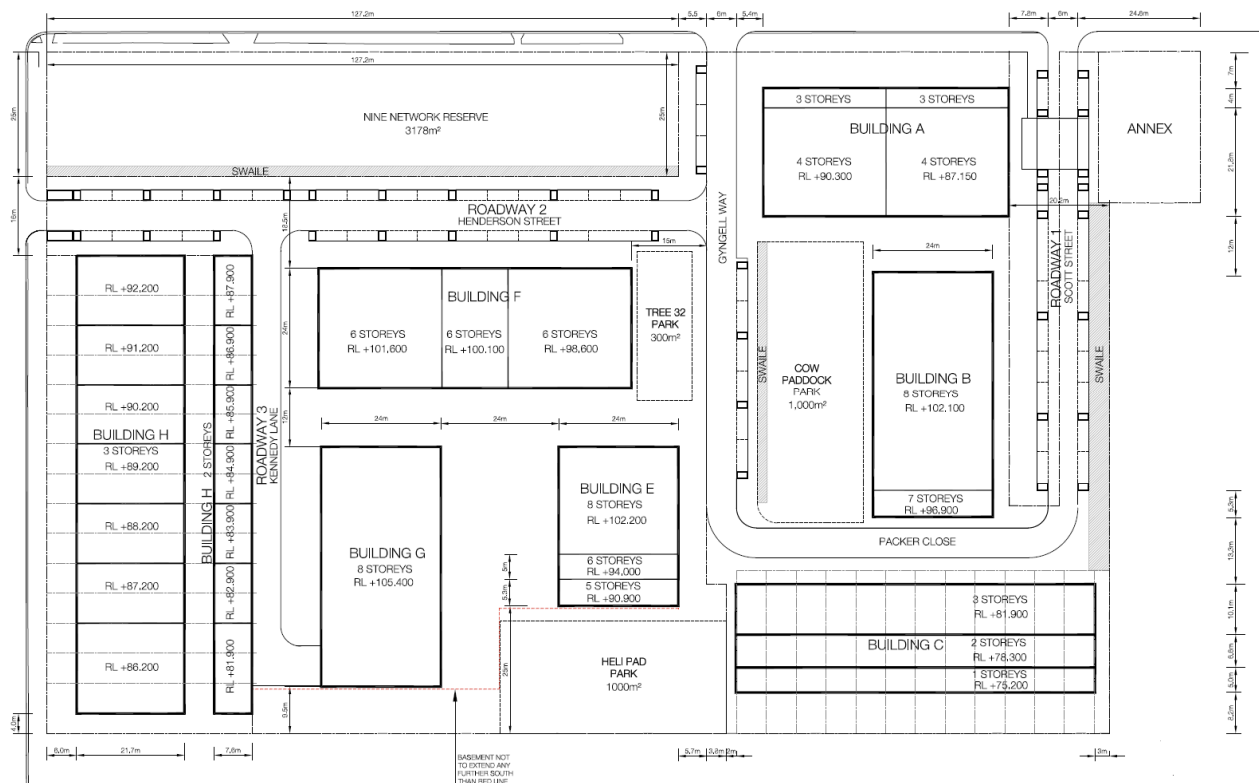 127.2m
5.5
6m
5.4m
7.8m
6m
24.6m
127.2m
25m
25m
7m
4m
NINE NETWORK RESERVE
3178m²
SWAILE
3 STOREYS
3 STOREYS
BUILDING A
4 STOREYS
RL +90.300
4 STOREYS
RL +87.150
ANNEX
20.2m
12m
ROADWAY 2
HENDERSON STREET
15m
GYNGELL WAY
ROADWAY 1
SCOTT STREET
24m
RL +92.200
RL +91.200
RL +90.200
BUILDING H
3 STOREYS
RL +89.200
RL +88.200
RL +87.200
RL +86.200
BUILDING H 2 STOREYS
RL +87.900
RL +86.900
RL +85.900
RL +84.900
RL +83.900
RL +82.900
RL +81.900
ROADWAY 3
KENNEDY LANE
24m
BUILDING F
6 STOREYS
RL +101.600
6 STOREYS
RL +100.100
6 STOREYS
RL +98.600
TREE 32
PARK
300m²
SWAILE
COW
PADDOCK
PARK
1,000m²
BUILDING B
8 STOREYS
RL +102.100
7 STOREYS
RL +96.900
SWAILE
12m
24m
24m
24m
BUILDING G
8 STOREYS
RL +105.400
BUILDING E
8 STOREYS
RL +102.200
6 STOREYS
RL +94.000
5 STOREYS
RL +90.900
5m
5.3m
25m
PACKER CLOSE
HELI PAD
PARK
1000m²
BUILDING C
3 STOREYS
RL +81.900
2 STOREYS
RL +78.300
1 STOREYS
RL +75.200
5.3m
10.1m
5.0m
8.2m
9.5m
4.0m
6.0m
21.7m
7.6m
5.7m
3.8m
2m
3m
BASEMENT NOT
TO EXTEND ANY
FURTHER SOUTH
THAN RED LINE